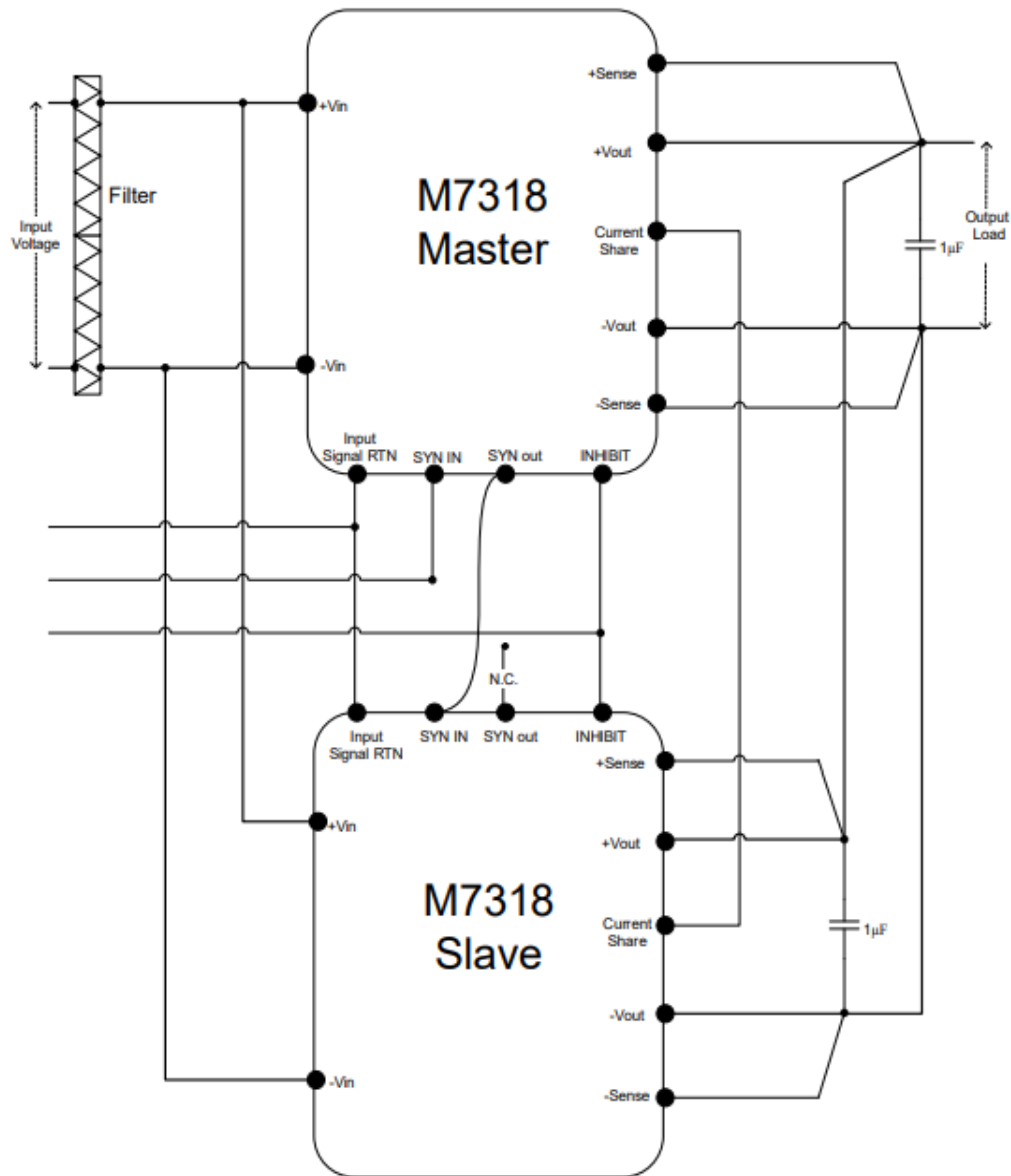 +Sense
+Vin
+Vout
Filter
M7318
Master
Input
Voltage
Current
Share
1μF
Output
Load
-Vout
-Vin
-Sense
Input
Signal RTN
SYN IN
SYN out
INHIBIT
N.C.
Input
Signal RTN
SYN IN
SYN out
INHIBIT
+Sense
+Vin
+Vout
M7318
Slave
Current
Share
1μF
-Vout
-Vin
-Sense